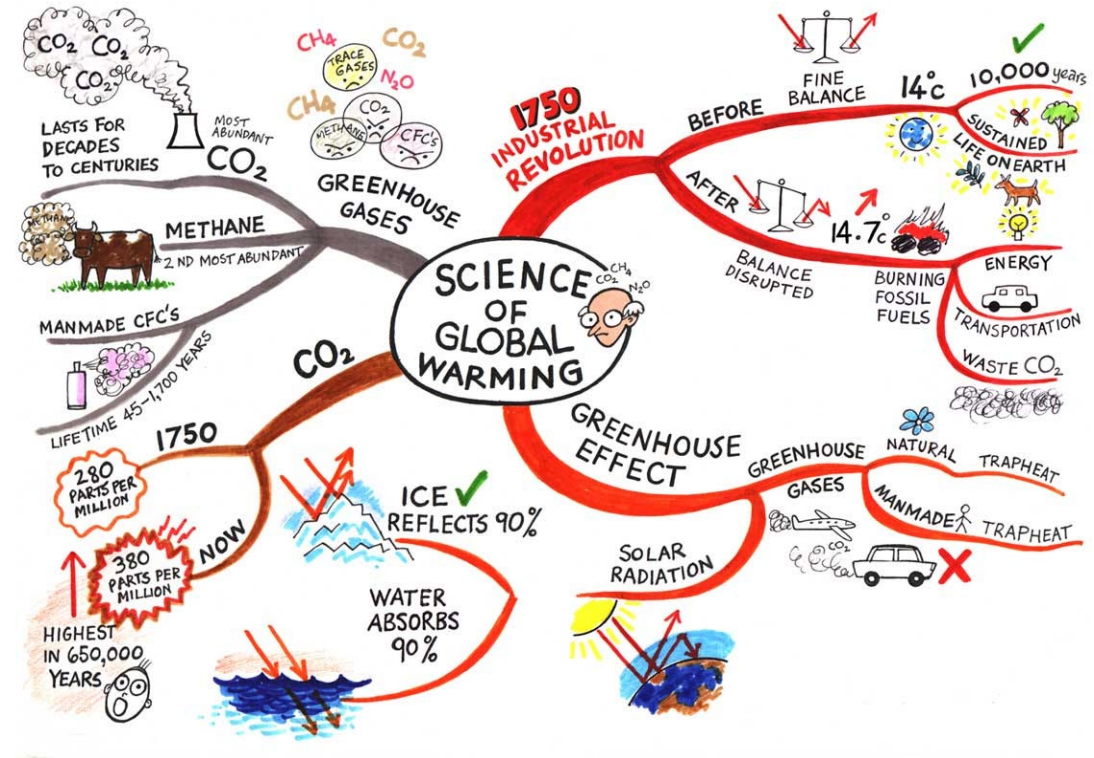 SCIENCE
OF
GLOBAL
WARMING
CO2
CH4
N2O
1750
INDUSTRIAL
REVOLUTION
BEFORE
FINE
BALANCE
14°C
10,000 years
SUSTAINED
LIFE ON EARTH
AFTER
BALANCE
DISRUPTED
14.7°C
BURNING
FOSSIL
FUELS
ENERGY
TRANSPORTATION
WASTE CO2
GREENHOUSE
EFFECT
GREENHOUSE
GASES
NATURAL
TRAPHEAT
MANMADE
TRAPHEAT
CO2
SOLAR
RADIATION
ICE
REFLECTS 90%
WATER
ABSORBS
90%
CO2
1750
280
PARTS PER
MILLION
NOW
380
PARTS PER
MILLION
HIGHEST
IN 650,000
YEARS
GREENHOUSE
GASES
CH4
CO2
TRACE
GASES
N2O
CH4
CO2
METHANE
CFC'S
CO2 CO2
CO2
MOST
ABUNDANT
CO2
LASTS FOR
DECADES
TO CENTURIES
METHANE
METHANE
2ND MOST ABUNDANT
MANMADE CFC'S
LIFETIME 45-1,700 YEARS